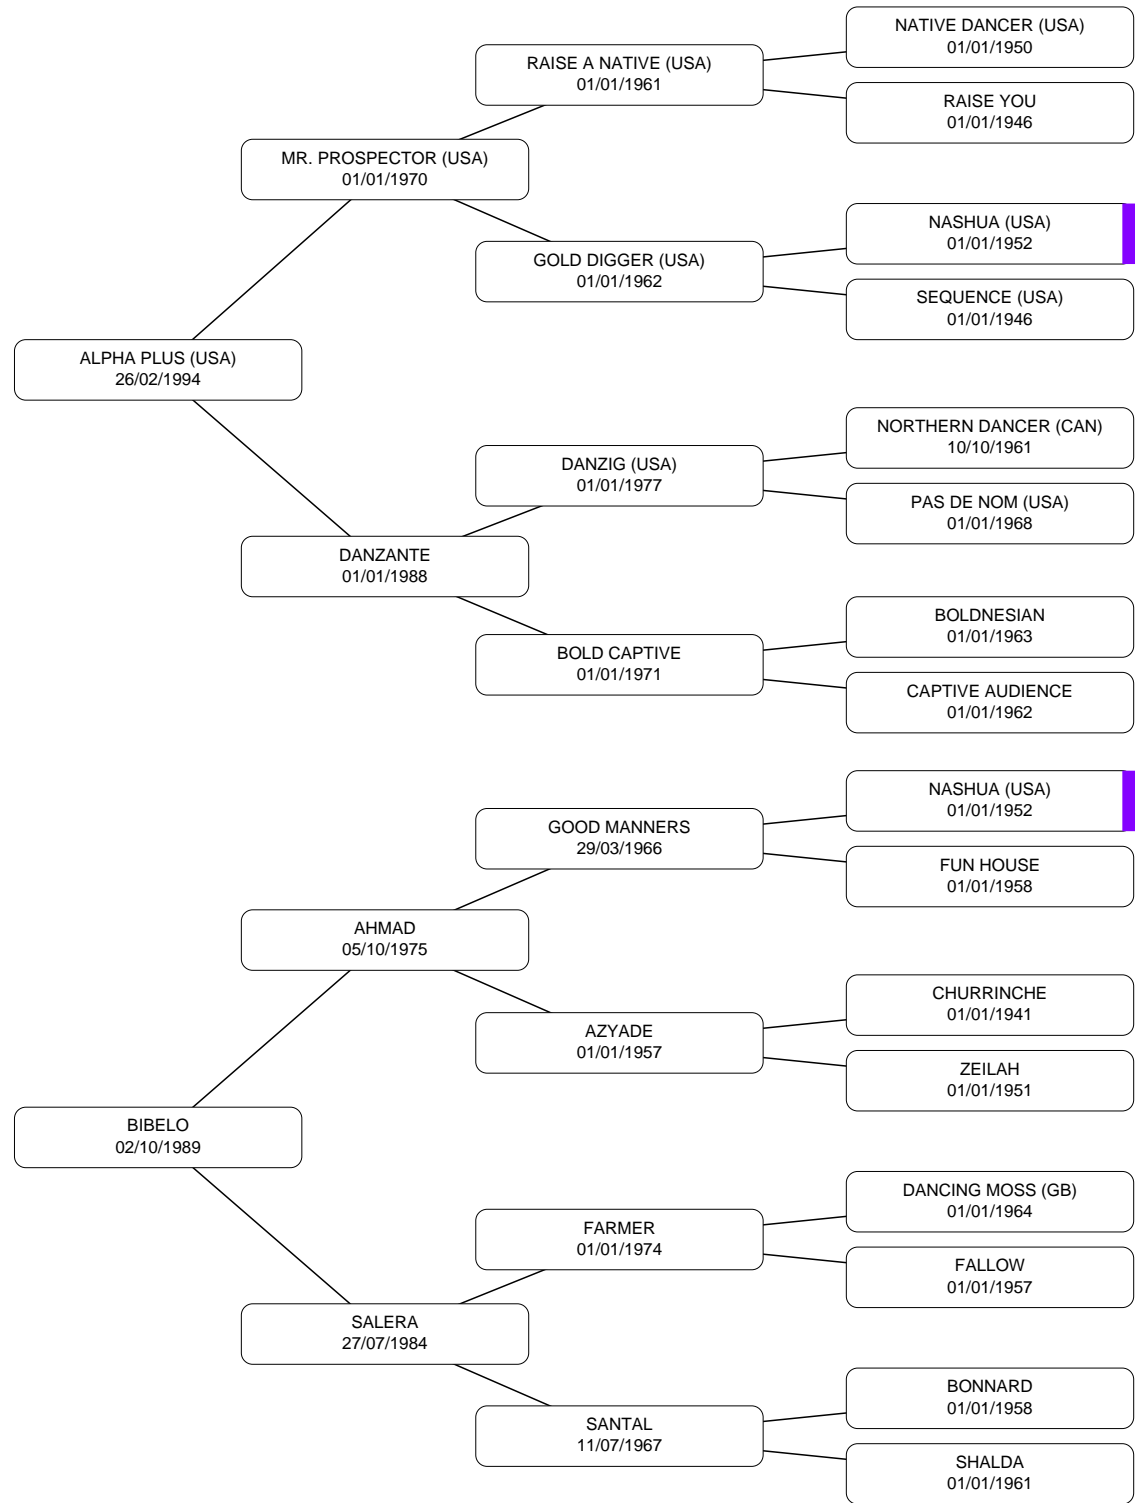 NATIVE DANCER (USA)
01/01/1950
RAISE A NATIVE (USA)
01/01/1961
RAISE YOU
01/01/1946
MR. PROSPECTOR (USA)
01/01/1970
NASHUA (USA)
01/01/1952
GOLD DIGGER (USA)
01/01/1962
SEQUENCE (USA)
01/01/1946
ALPHA PLUS (USA)
26/02/1994
NORTHERN DANCER (CAN)
10/10/1961
DANZIG (USA)
01/01/1977
PAS DE NOM (USA)
01/01/1968
DANZANTE
01/01/1988
BOLDNESIAN
01/01/1963
BOLD CAPTIVE
01/01/1971
CAPTIVE AUDIENCE
01/01/1962
NASHUA (USA)
01/01/1952
GOOD MANNERS
29/03/1966
FUN HOUSE
01/01/1958
AHMAD
05/10/1975
CHURRINCHE
01/01/1941
AZYADE
01/01/1957
ZEILAH
01/01/1951
BIBELO
02/10/1989
DANCING MOSS (GB)
01/01/1964
FARMER
01/01/1974
FALLOW
01/01/1957
SALERA
27/07/1984
BONNARD
01/01/1958
SANTAL
11/07/1967
SHALDA
01/01/1961